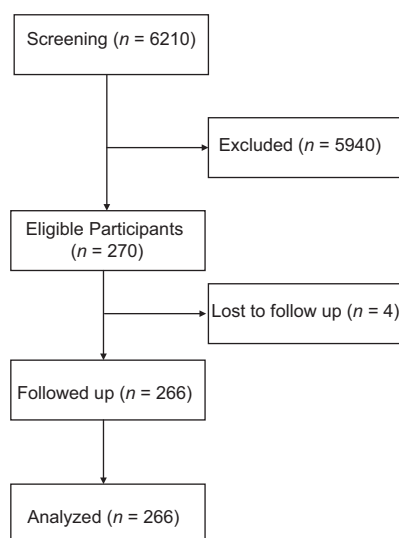 Screening (n = 6210)
Excluded (n = 5940)
Eligible Participants
(n = 270)
Lost to follow up (n = 4)
Followed up (n = 266)
Analyzed (n = 266)